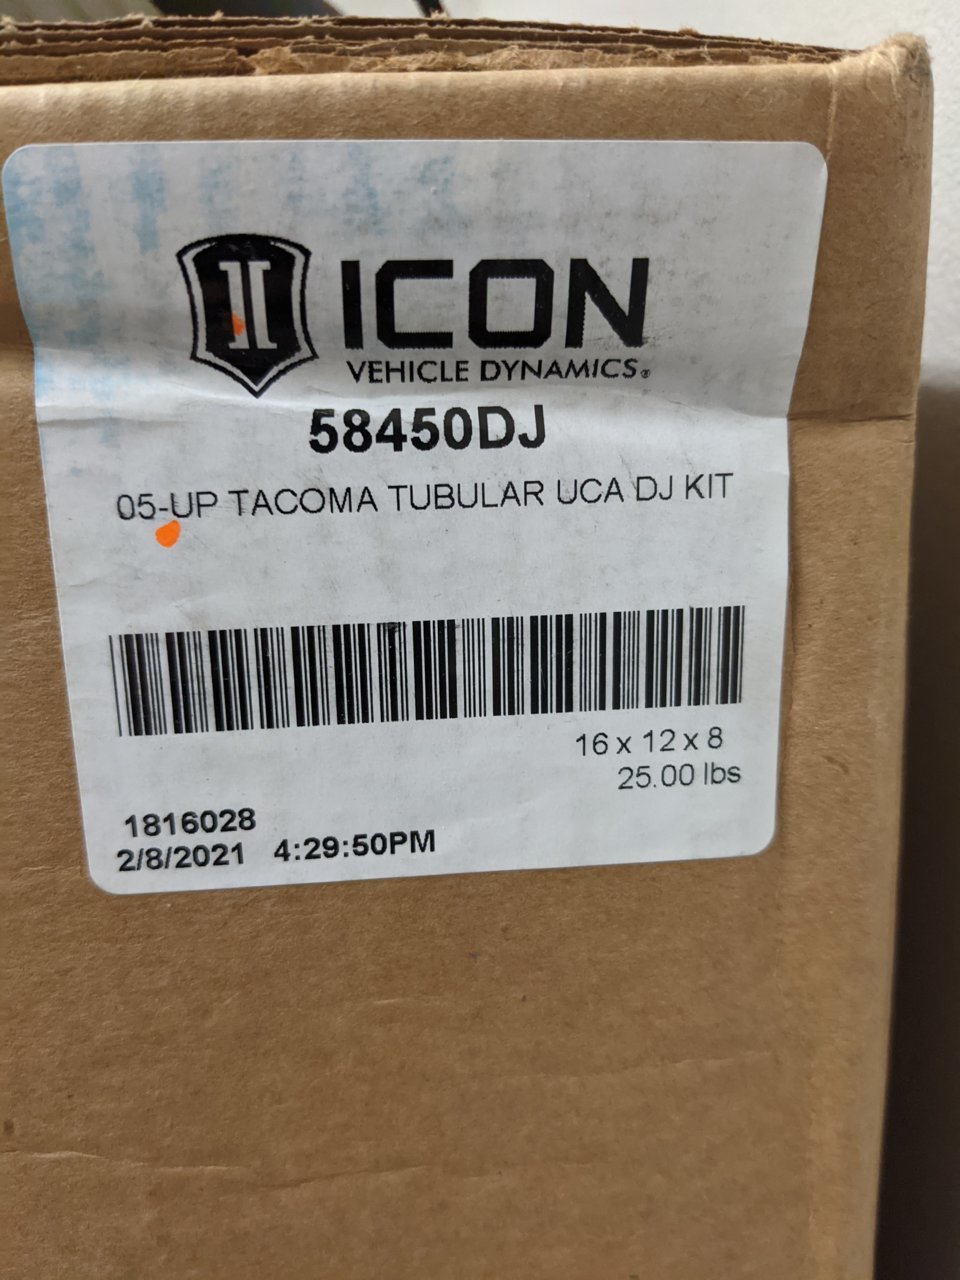 ICON
VEHICLE DYNAMICS®
58450DJ
05-UP TACOMA TUBULAR UCA DJ KIT
16 x 12 x 8
25.00 lbs
1816028
2/8/2021 4:29:50PM